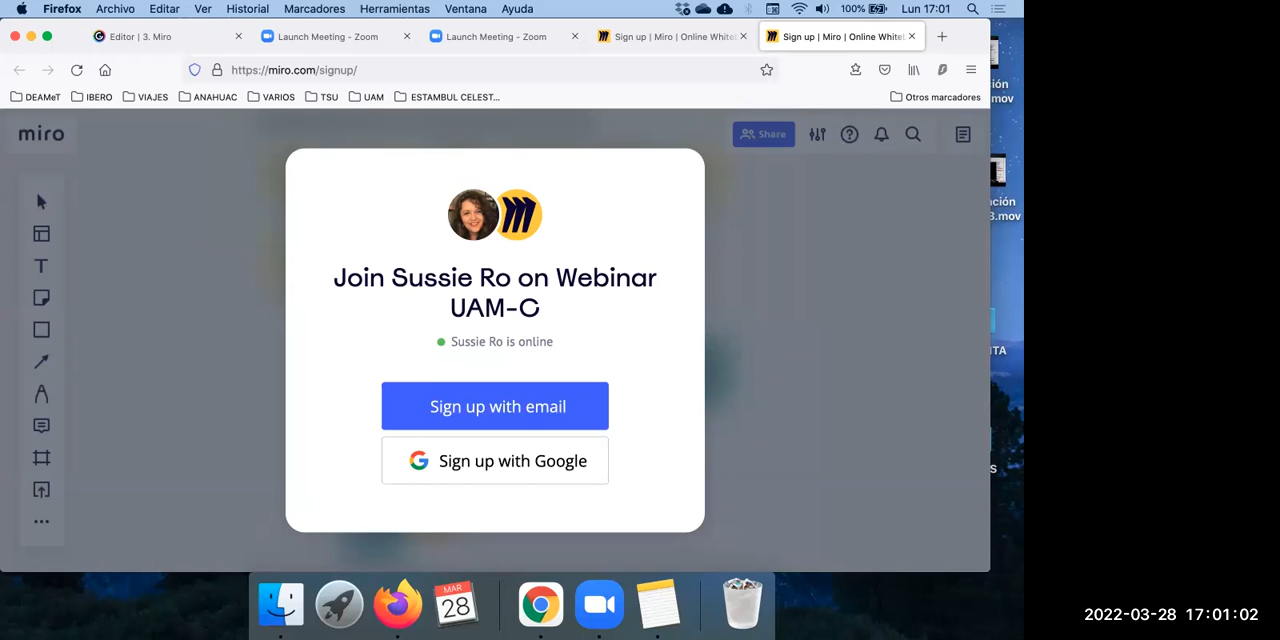 Firefox Archivo Editar Ver Historial Marcadores Herramientas Ventana Ayuda 100% Lun 17:01
Editor | 3. Miro Launch Meeting - Zoom Launch Meeting - Zoom Sign up | Miro | Online White Sign up | Miro | Online White
https://miro.com/signup/
DEAMeT IBERO VIAJES ANAHUAC VARIOS TSU UAM ESTAMBUL CELEST... Otros marcadores
miro
Share
Join Sussie Ro on Webinar
UAM-C
Sussie Ro is online
Sign up with email
Sign up with Google
MAR
28
2022-03-28 17:01:02